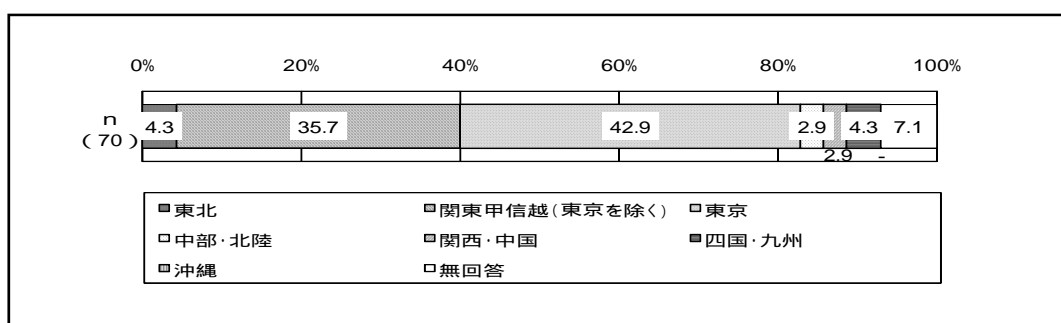 0% 20% 40% 60% 80% 100%
n
(70)
4.3 35.7 42.9 2.9 4.3 7.1
2.9 -
東北 関東甲信越(東京を除く) 東京
中部・北陸 関西・中国 四国・九州
沖縄 無回答